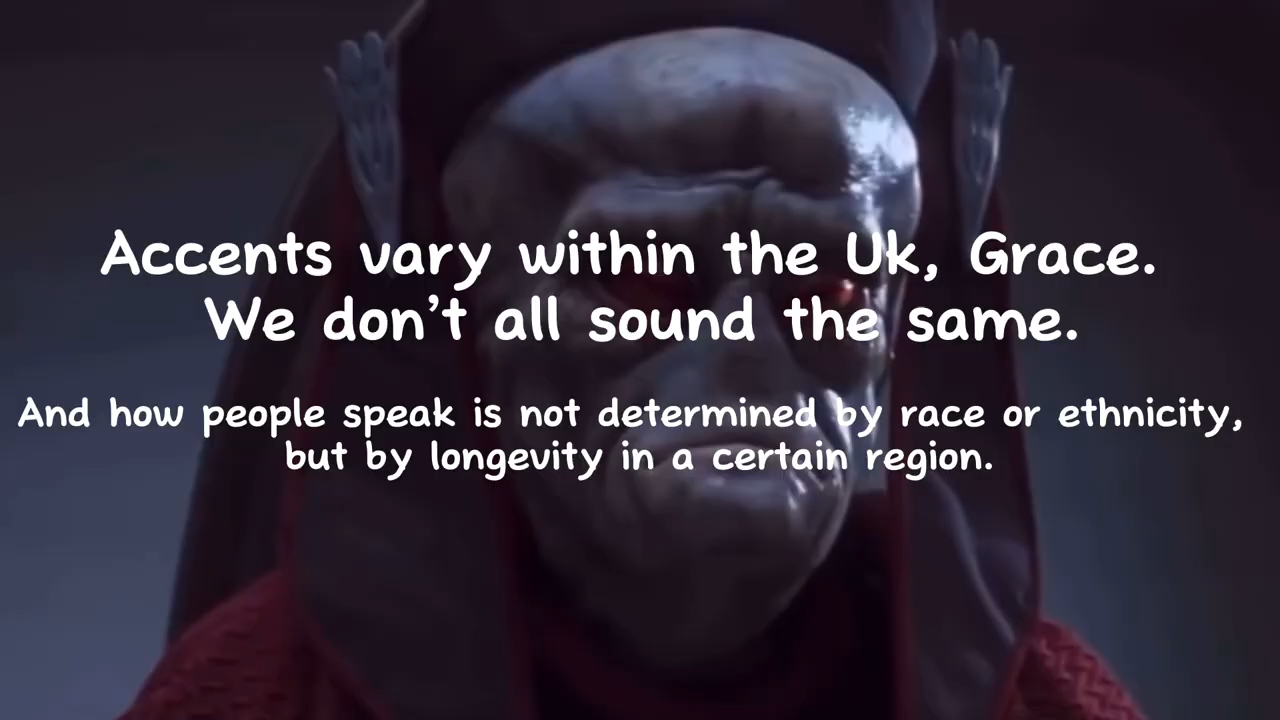 Accents vary within the Uk, Grace.
We don't all sound the same.
And how people speak is not determined by race or ethnicity,
but by longevity in a certain region.